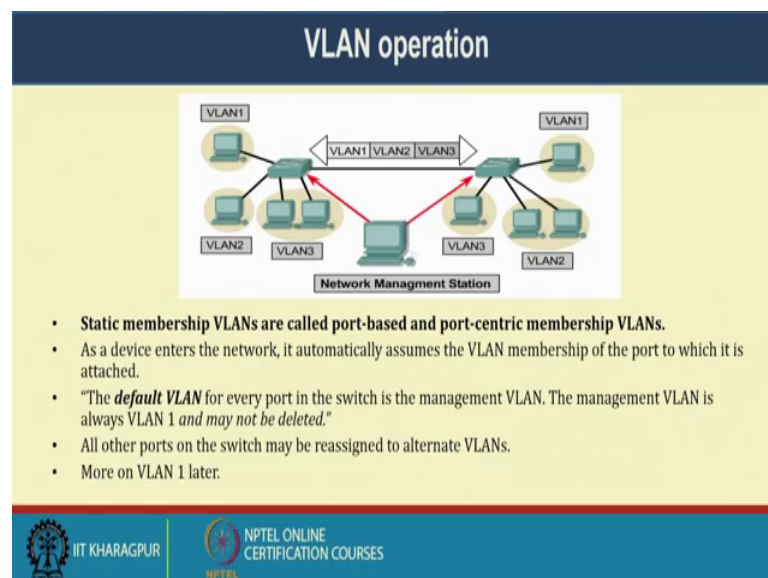 VLAN operation
VLAN1
VLAN1
VLAN1 VLAN2 VLAN3
VLAN2
VLAN3
VLAN3
VLAN2
Network Managment Station
• Static membership VLANs are called port-based and port-centric membership VLANs.
• As a device enters the network, it automatically assumes the VLAN membership of the port to which it is
attached.
• “The default VLAN for every port in the switch is the management VLAN. The management VLAN is
always VLAN 1 and may not be deleted.”
• All other ports on the switch may be reassigned to alternate VLANs.
• More on VLAN 1 later.
IIT KHARAGPUR
NPTEL ONLINE
CERTIFICATION COURSES
NPTEL